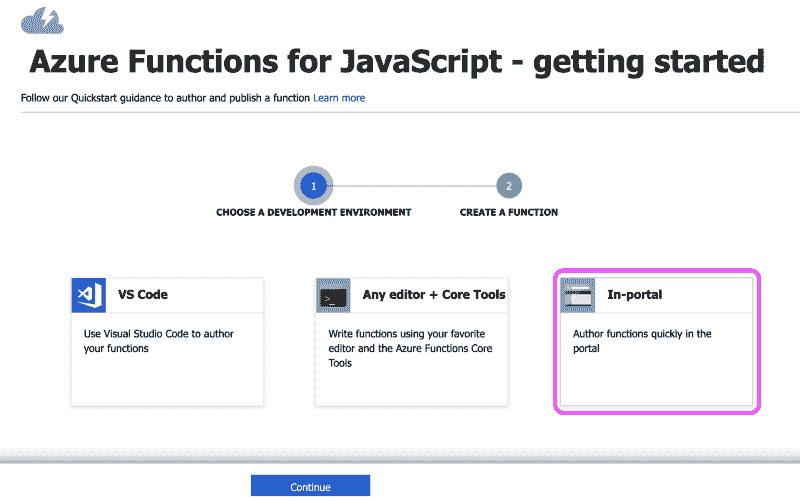 Azure Functions for JavaScript - getting started
Follow our Quickstart guidance to author and publish a function Learn more
1
2
CHOOSE A DEVELOPMENT ENVIRONMENT
CREATE A FUNCTION
VS Code
Use Visual Studio Code to author
your functions
Any editor + Core Tools
Write functions using your favorite
editor and the Azure Functions Core
Tools
In-portal
Author functions quickly in the
portal
Continue